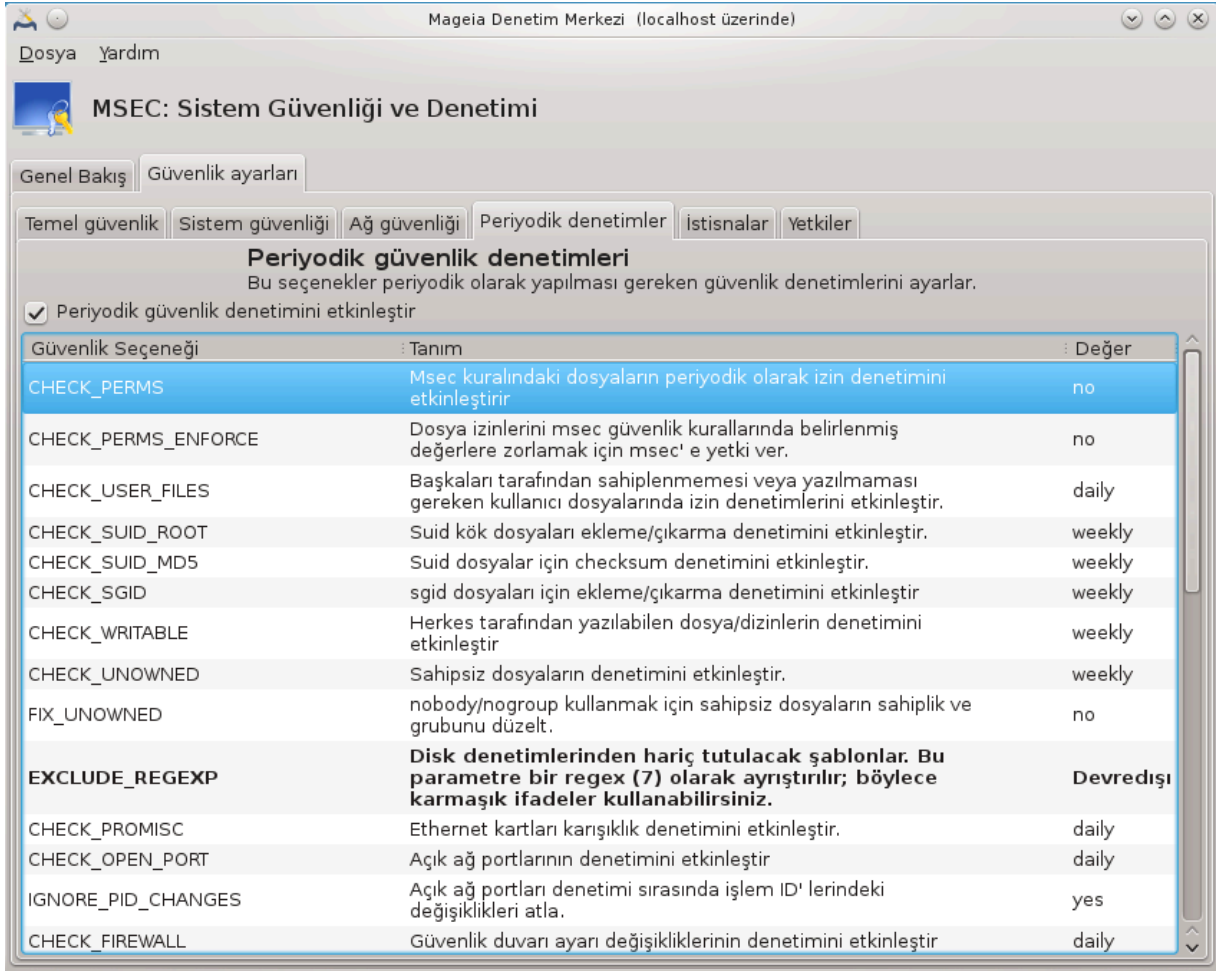 Mageia Denetim Merkezi (localhost üzerinde)
Dosya Yardım
MSEC: Sistem Güvenliği ve Denetimi
Genel Bakış Güvenlik ayarları
Temel güvenlik Sistem güvenliği Ağ güvenliği Periyodik denetimler İstisnalar Yetkiler
Periyodik güvenlik denetimleri
Bu seçenekler periyodik olarak yapılması gereken güvenlik denetimlerini ayarlar.
Periyodik güvenlik denetimini etkinleştir
Güvenlik Seçeneği Tanım Değer
CHECK_PERMS Msec kuralındaki dosyaların periyodik olarak izin denetimini
etkinleştirir no
CHECK_PERMS_ENFORCE Dosya izinlerini msec güvenlik kurallarında belirlenmiş
değerlere zorlamak için msec' e yetki ver. no
CHECK_USER_FILES Başkaları tarafından sahiplenmemesi veya yazılmaması
gereken kullanıcı dosyalarında izin denetimlerini etkinleştir. daily
CHECK_SUID_ROOT Suid kök dosyaları ekleme/çıkarma denetimini etkinleştir. weekly
CHECK_SUID_MD5 Suid dosyalar için checksum denetimini etkinleştir. weekly
CHECK_SGID sgid dosyaları için ekleme/çıkarma denetimini etkinleştir weekly
CHECK_WRITABLE Herkes tarafından yazılabilen dosya/dizinlerin denetimini
etkinleştir weekly
CHECK_UNOWNED Sahipsiz dosyaların denetimini etkinleştir. weekly
FIX_UNOWNED nobody/nogroup kullanmak için sahipsiz dosyaların sahiplik ve
grubunu düzelt. no
EXCLUDE_REGEXP Disk denetimlerinden hariç tutulacak şablonlar. Bu
parametre bir regex (7) olarak ayrıştırılır; böylece
karmaşık ifadeler kullanabilirsiniz. Devredışı
CHECK_PROMISC Ethernet kartları karışıklık denetimini etkinleştir. daily
CHECK_OPEN_PORT Açık ağ portlarının denetimini etkinleştir daily
IGNORE_PID_CHANGES Açık ağ portları denetimi sırasında işlem ID' lerindeki
değişiklikleri atla. yes
CHECK_FIREWALL Güvenlik duvarı ayarı değişikliklerinin denetimini etkinleştir daily